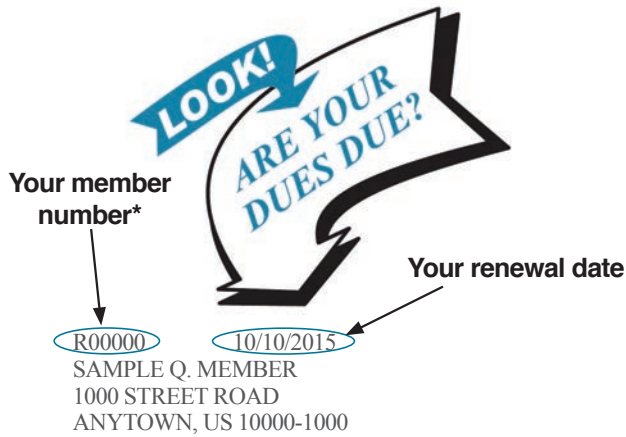 LOOK!
ARE YOUR
DUES DUE?
Your member
number*
Your renewal date
R00000 10/10/2015
SAMPLE Q. MEMBER
1000 STREET ROAD
ANYTOWN, US 10000-1000